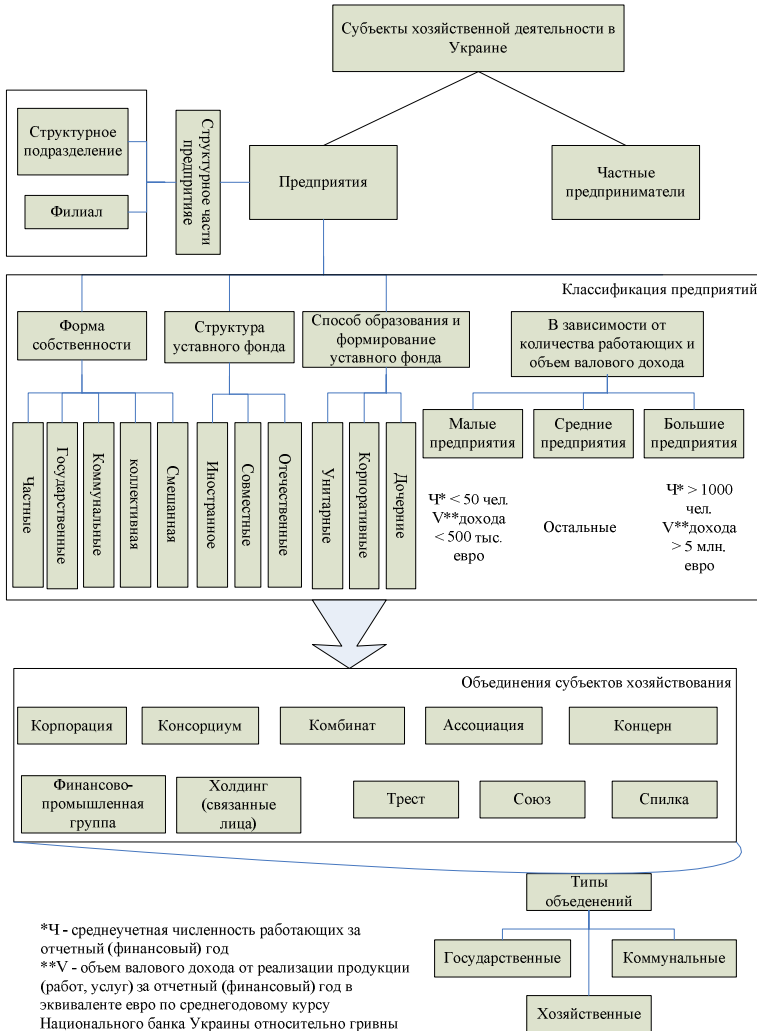 Субъекты хозяйственной деятельности в
Украине
Структурное
подразделение
Филиал
Структурное части
предпритияе
Предприятия
Частные
предприниматели
Классификация предприятий
Форма
собственности
Структура
уставного фонда
Способ образования и
формирование
уставного фонда
В зависимости от
количества работающих и
объем валового дохода
Частные
Государственные
Коммунальные
коллективная
Смешанная
Иностранное
Совместные
Отечественные
Унитарные
Корпоративные
Дочерние
Малые
предприятия
Средние
предприятия
Большие
предприятия
Ч* < 50 чел.
V**дохода
< 500 тыс.
евро
Остальные
Ч* > 1000
чел.
V**дохода
> 5 млн.
евро
Объединения субъектов хозяйствования
Корпорация
Консорциум
Комбинат
Ассоциация
Концерн
Финансово-
промышленная
группа
Холдинг
(связанные
лица)
Трест
Союз
Спилка
Типы
объеденений
Государственные
Коммунальные
Хозяйственные
*Ч - среднеучетная численность работающих за
отчетный (финансовый) год
**V - объем валового дохода от реализации продукции
(работ, услуг) за отчетный (финансовый) год в
эквиваленте евро по среднегодовому курсу
Национального банка Украины относительно гривны